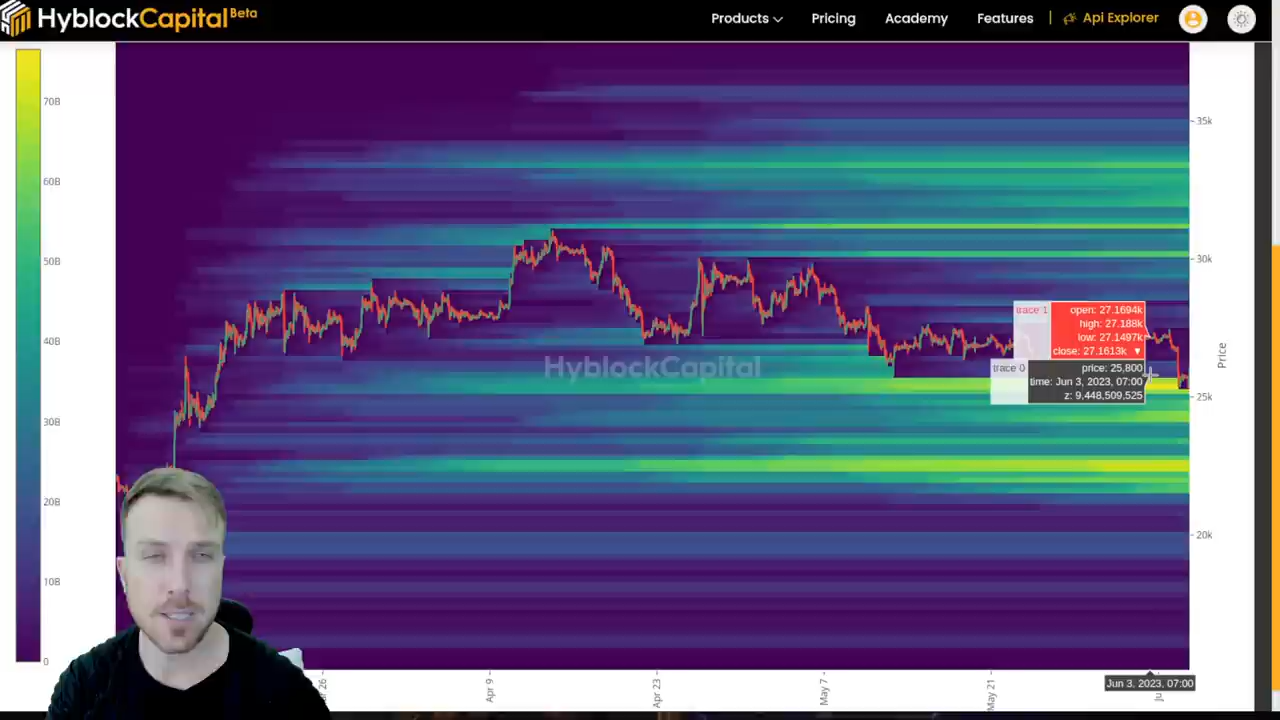 HyblockCapital Beta
Products Pricing Academy Features Api Explorer
70B
60B
50B
40B
30B
20B
10B
0
35k
30k
25k
20k
Price
HyblockCapital
trace 1
open: 27.1694k
high: 27.188k
low: 27.1497k
close: 27.1613k ▼
trace 0
price: 25,800
time: Jun 3, 2023, 07:00
z: 9,448,509,525
26
Apr 9
Apr 23
May 7
May 21
Ju
Jun 3, 2023, 07:00